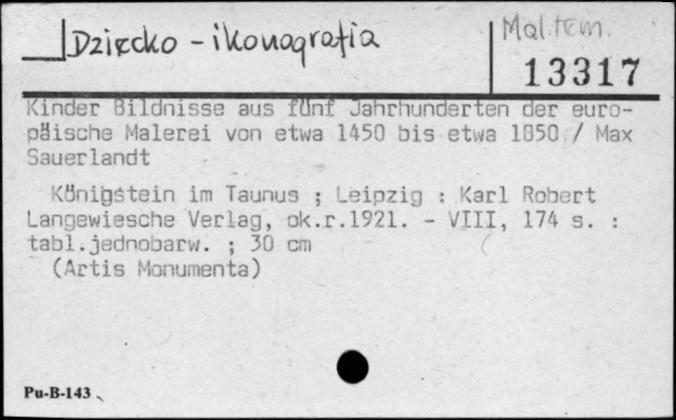 Dziecko - ikonografia
Mal. tem.
13317
Kinder Bildnisse aus fünf Jahrhunderten der euro-
päische Malerei von etwa 1450 bis etwa 1850 / Max
Sauerlandt
Königstein im Taunus ; Leipzig : Karl Robert
Langewiesche Verlag, ok.r.1921. - VIII, 174 s. :
tabl.jednobarw. ; 30 cm
(Artis Monumenta)
Pu-B-143